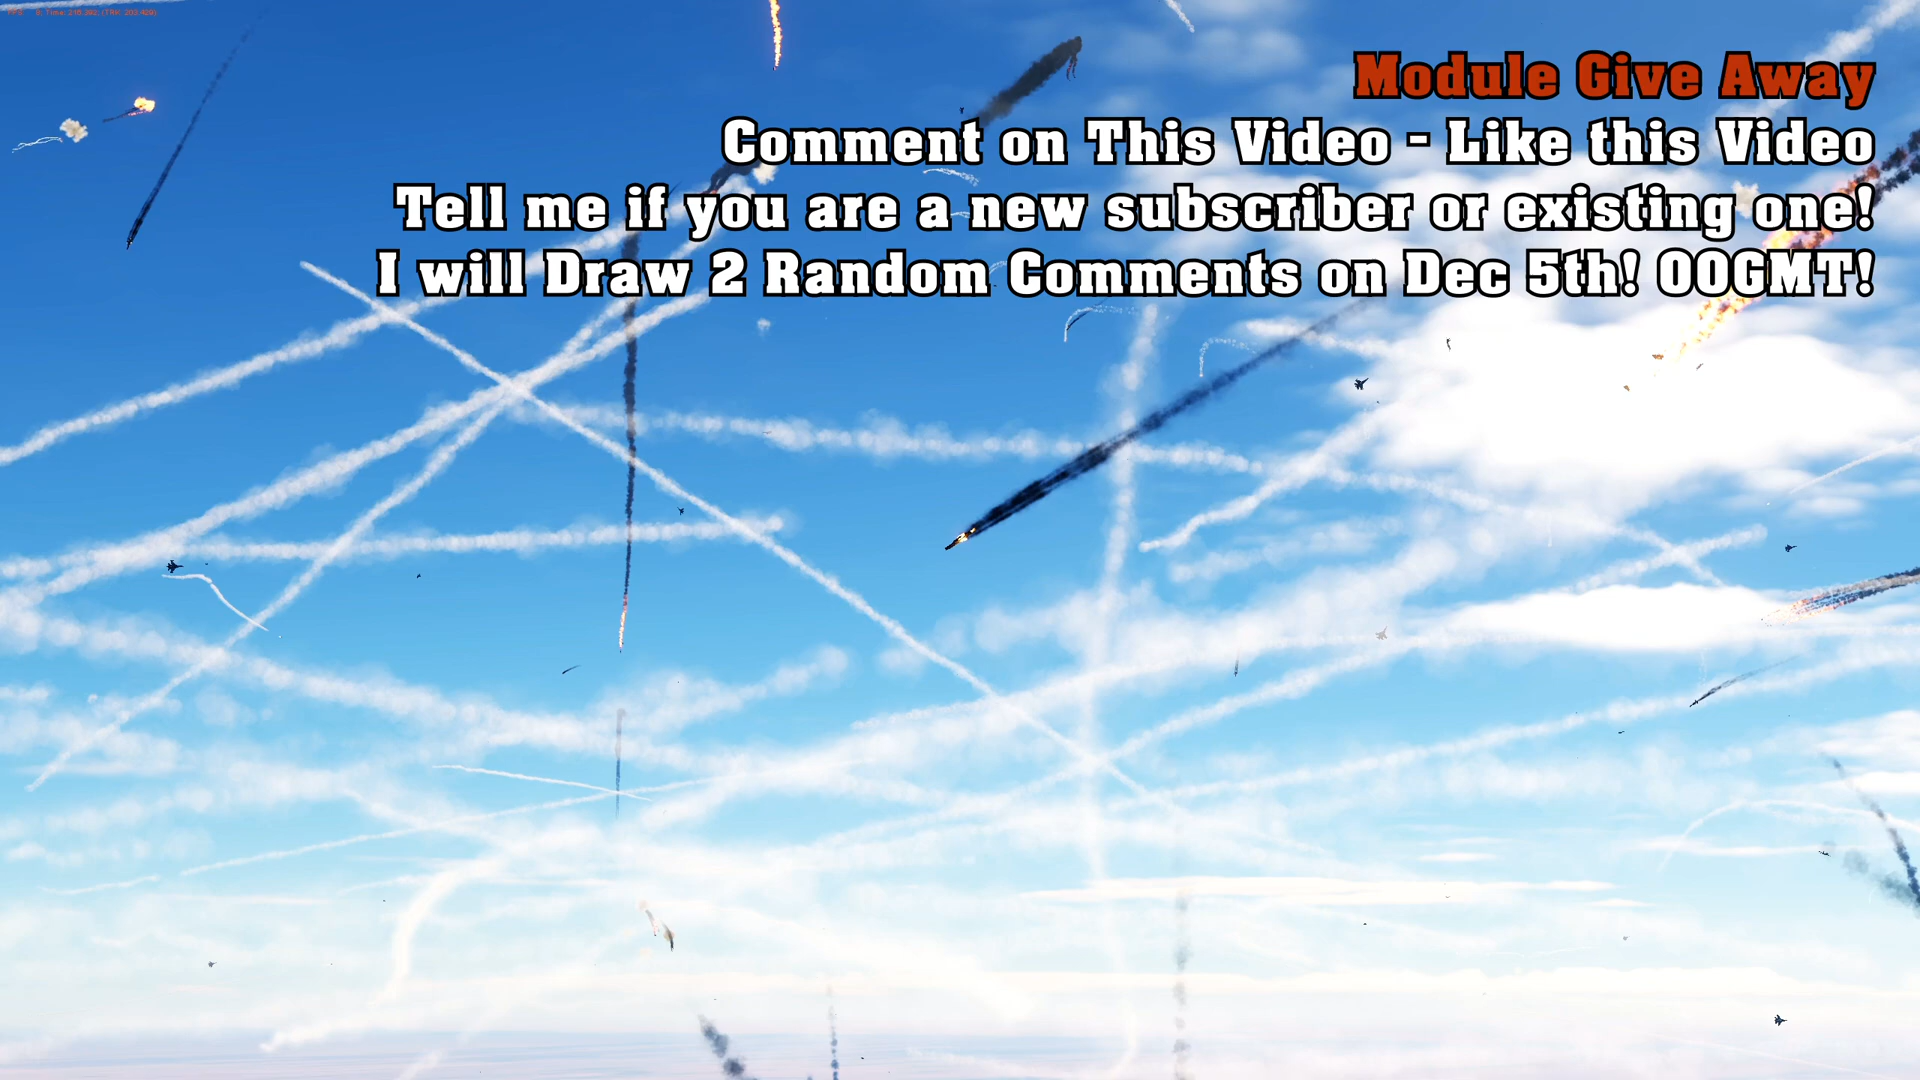 Module Give Away
Comment on This Video - Like this Video
Tell me if you are a new subscriber or existing one!
I will Draw 2 Random Comments on Dec 5th! 00GMT!